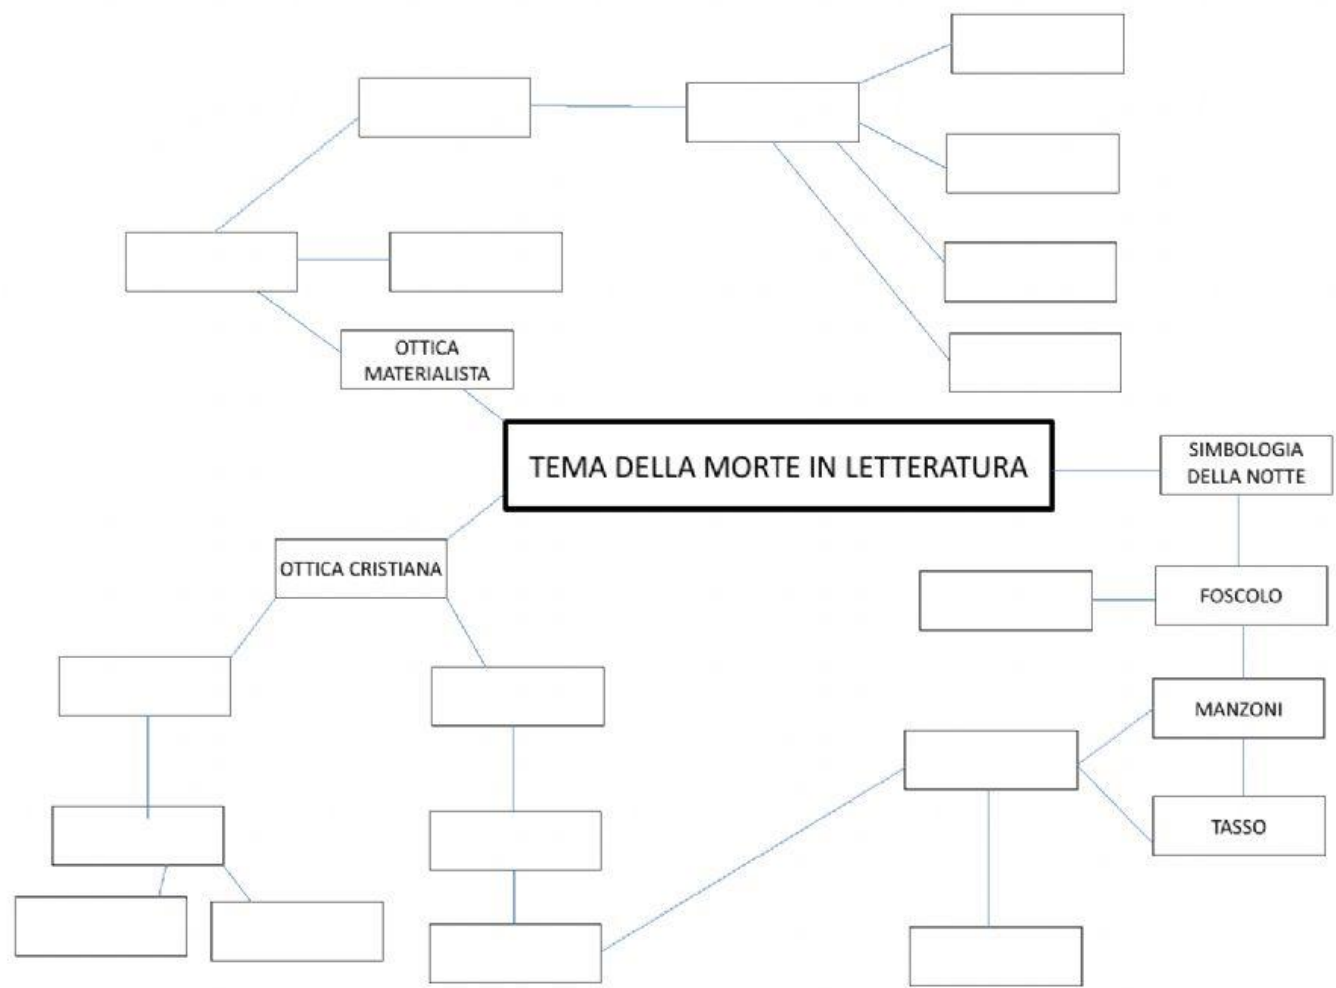 OTTICA
MATERIALISTA
TEMA DELLA MORTE IN LETTERATURA
SIMBOLOGIA
DELLA NOTTE
OTTICA CRISTIANA
FOSCOLO
MANZONI
TASSO